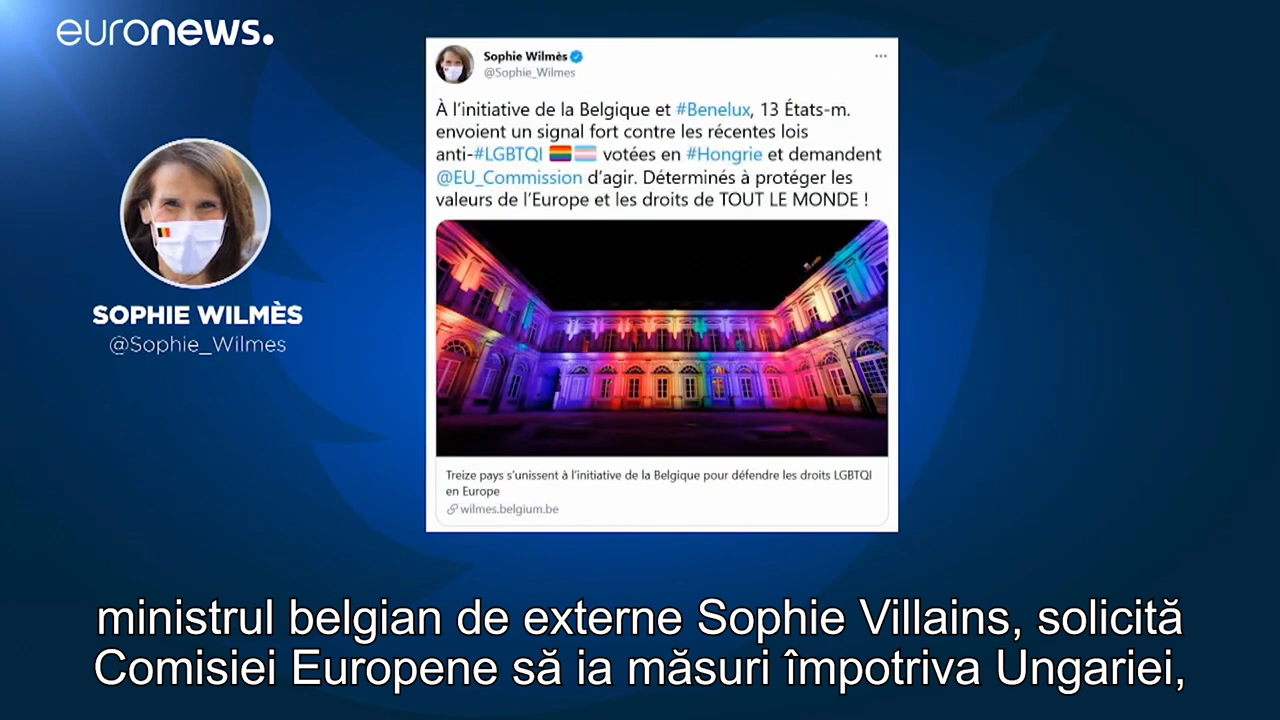 euronews.
Sophie Wilmès
@Sophie_Wilmes
À l’initiative de la Belgique et #Benelux, 13 États-m.
envoient un signal fort contre les récentes lois
anti-#LGBTQI 🏳️‍🌈🏳️‍⚧️ votées en #Hongrie et demandent
@EU_Commission d’agir. Déterminés à protéger les
valeurs de l’Europe et les droits de TOUT LE MONDE !
Treize pays s’unissent à l’initiative de la Belgique pour défendre les droits LGBTQI
en Europe
wilmes.belgium.be
SOPHIE WILMÈS
@Sophie_Wilmes
ministrul belgian de externe Sophie Villains, solicită
Comisiei Europene să ia măsuri împotriva Ungariei,